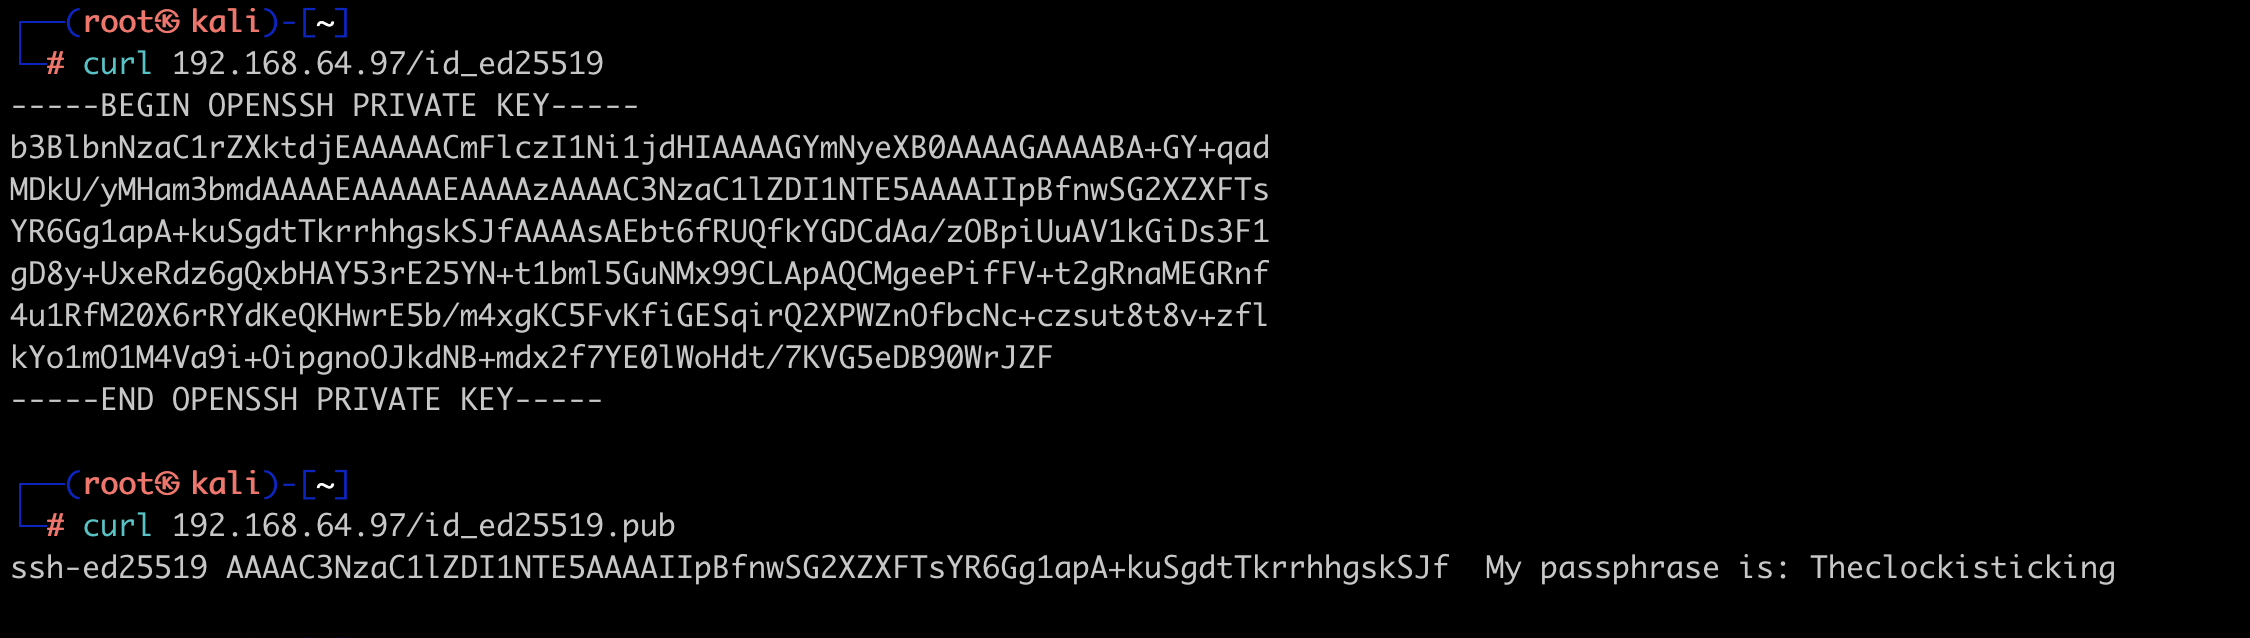 (root㉿kali)-[~]
# curl 192.168.64.97/id_ed25519
-----BEGIN OPENSSH PRIVATE KEY-----
b3BlbnNzaC1rZXktdjEAAAAACmFlczI1Ni1jdHIAAAAGYmNyeXB0AAAAGAAAABA+GY+qad
MDkU/yMHam3bmdAAAAEAAAAAEAAAAzAAAAC3NzaC1lZDI1NTE5AAAAIIpBfnwSG2XZXFTs
YR6Gg1apA+kuSgdtTkrrhhgskSJfAAAAsAEbt6fRUQfkYGDCdAa/zOBpiUuAV1kGiDs3F1
gD8y+UxeRdz6gQxbHAY53rE25YN+t1bml5GuNMx99CLApAQCMgeePifFV+t2gRnaMEGRnf
4u1RfM20X6rRYdKeQKHwrE5b/m4xgKC5FvKfiGESqirQ2XPWZnOfbcNc+czsut8t8v+zfl
kYo1mO1M4Va9i+OipgnoOJkdNB+mdx2f7YE0lWoHdt/7KVG5eDB90WrJZF
-----END OPENSSH PRIVATE KEY-----
(root㉿kali)-[~]
# curl 192.168.64.97/id_ed25519.pub
ssh-ed25519 AAAAC3NzaC1lZDI1NTE5AAAAIIpBfnwSG2XZXFTsYR6Gg1apA+kuSgdtTkrrhhgskSJf  My passphrase is: Theclockisticking